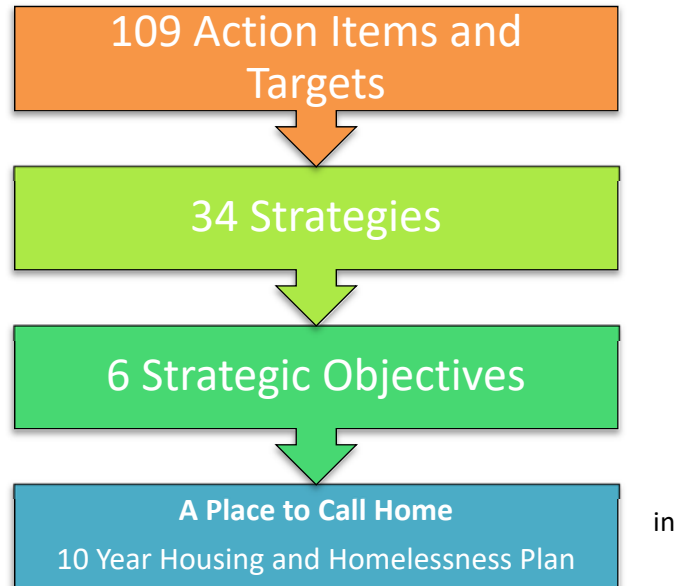 109 Action Items and
Targets
34 Strategies
6 Strategic Objectives
A Place to Call Home
in
10 Year Housing and Homelessness Plan